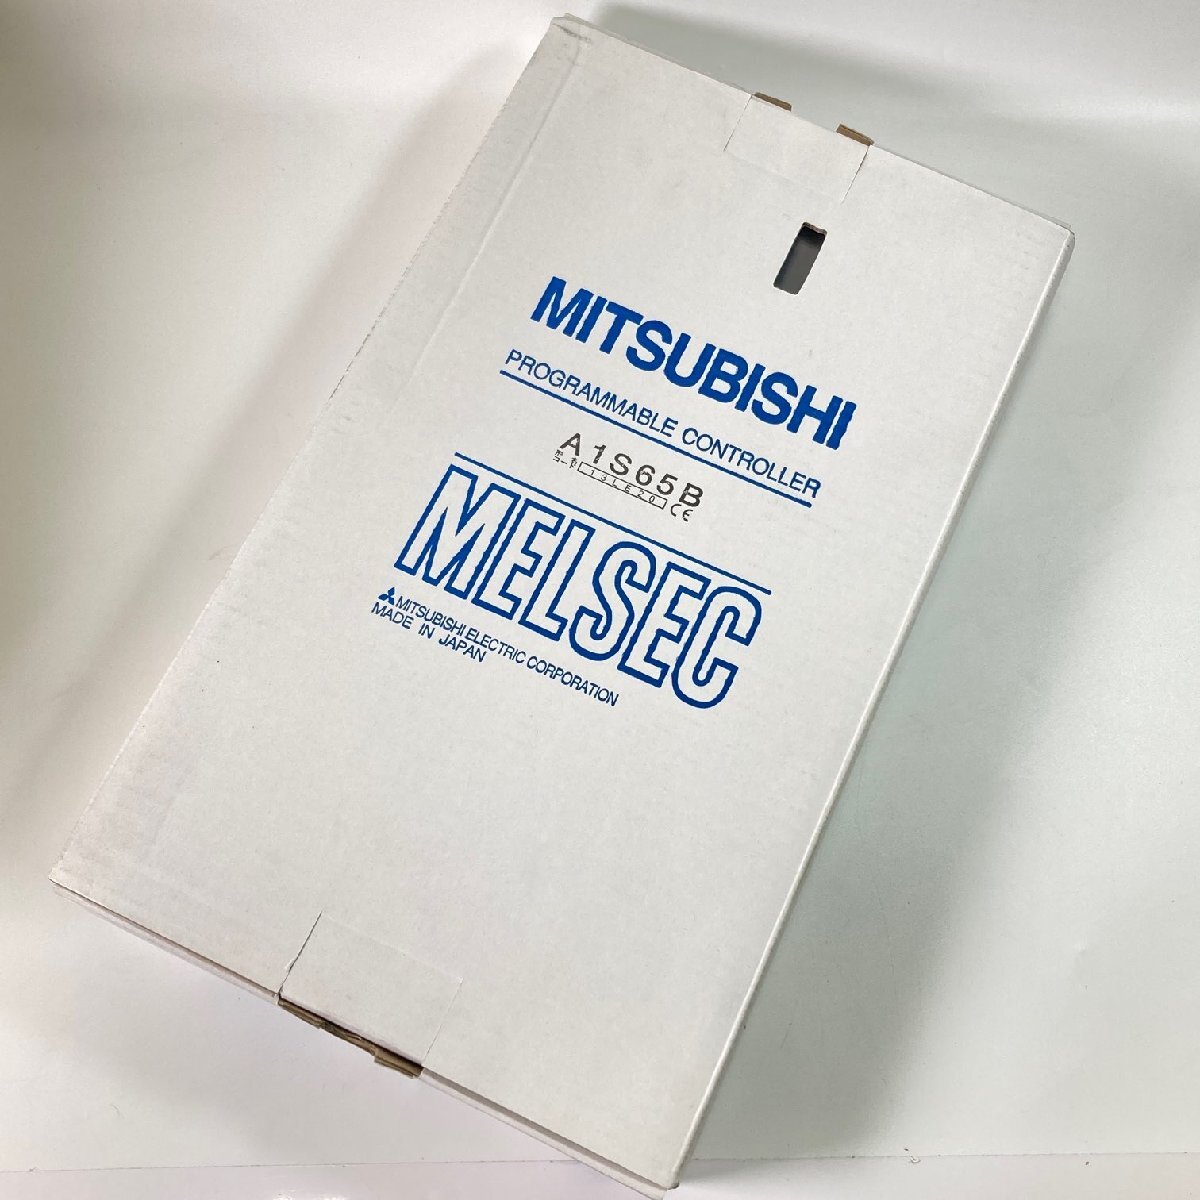 MITSUBISHI
PROGRAMMABLE CONTROLLER
A1S65B
CE
MELSEC
MITSUBISHI ELECTRIC CORPORATION
MADE IN JAPAN